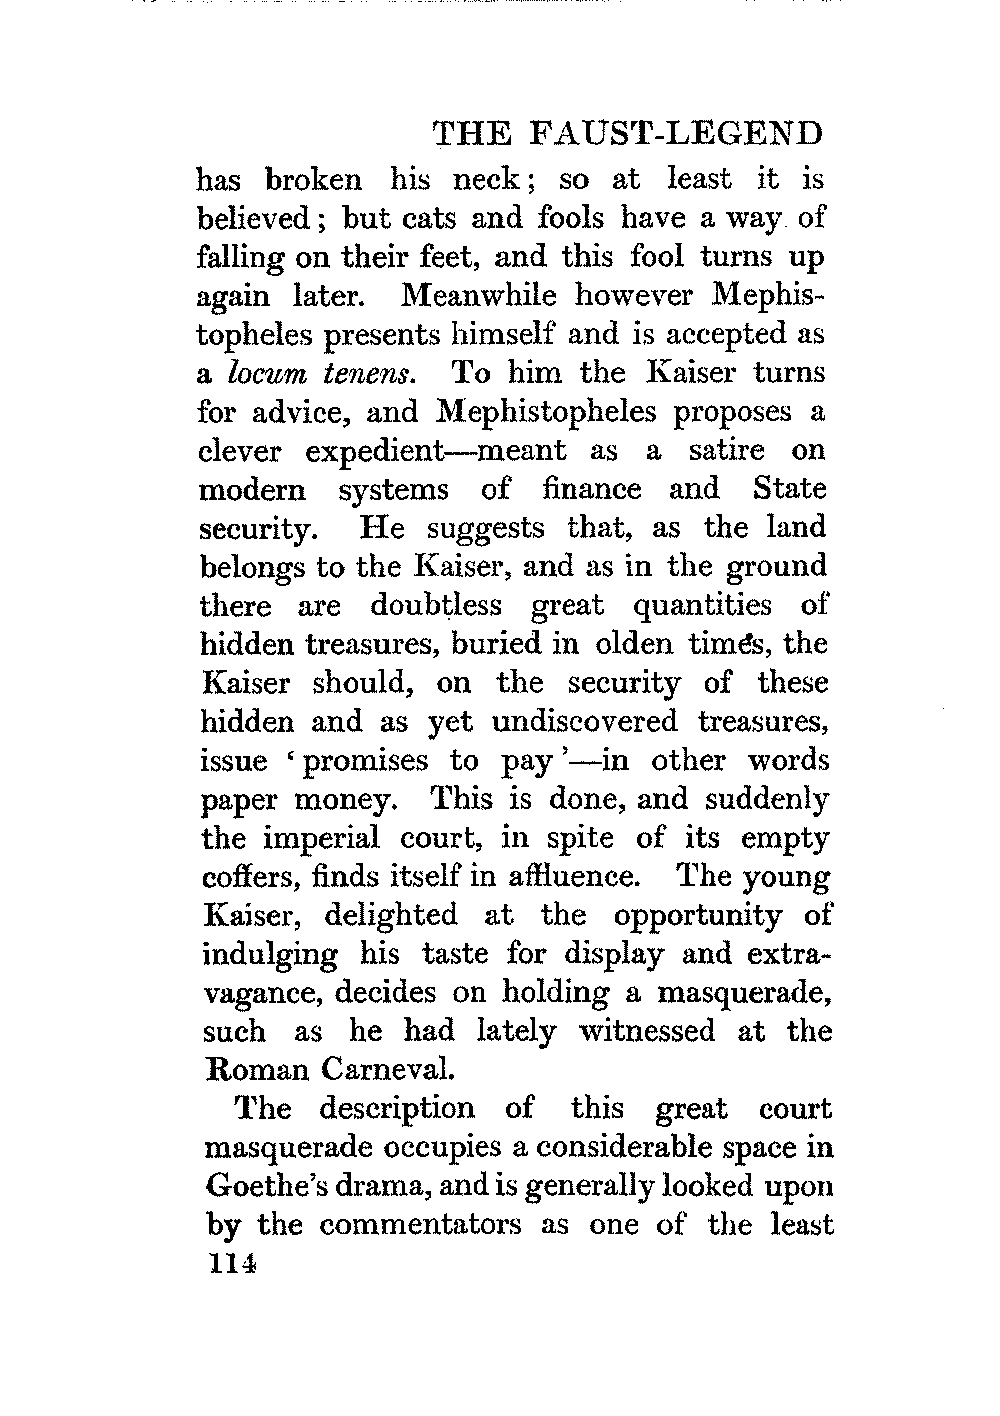 THE FAUST-LEGEND
has broken his neck; so at least it is
believed; but cats and fools have a way of
falling on their feet, and this fool turns up
again later. Meanwhile however Mephis-
topheles presents himself and is accepted as
a locum tenens. To him the Kaiser turns
for advice, and Mephistopheles proposes a
clever expedient—meant as a satire on
modern systems of finance and State
security. He suggests that, as the land
belongs to the Kaiser, and as in the ground
there are doubtless great quantities of
hidden treasures, buried in olden times, the
Kaiser should, on the security of these
hidden and as yet undiscovered treasures,
issue ‘promises to pay’—in other words
paper money. This is done, and suddenly
the imperial court, in spite of its empty
coffers, finds itself in affluence. The young
Kaiser, delighted at the opportunity of
indulging his taste for display and extra-
vagance, decides on holding a masquerade,
such as he had lately witnessed at the
Roman Carneval.
The description of this great court
masquerade occupies a considerable space in
Goethe's drama, and is generally looked upon
by the commentators as one of the least
114